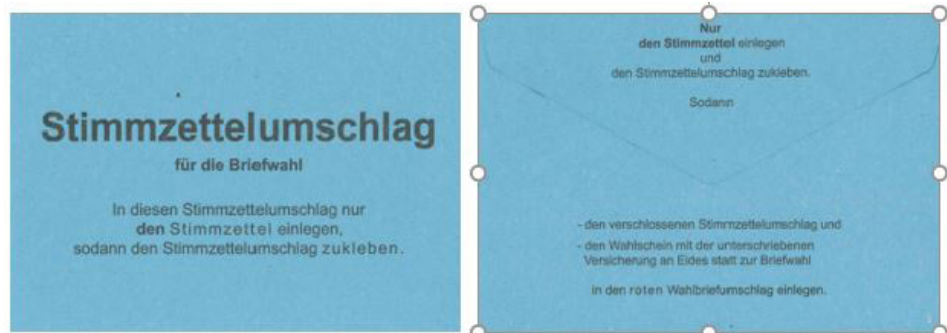 Stimmzettelumschlag
für die Briefwahl
In diesen Stimmzettelumschlag nur
den Stimmzettel einlegen,
sodann den Stimmzettelumschlag zukleben.
Nur
den Stimmzettel einlegen
und
den Stimmzettelumschlag zukleben.
Sodann
- den verschlossenen Stimmzettelumschlag und
- den Wahlschein mit der unterschriebenen
Versicherung an Eides statt zur Briefwahl
in den roten Wahlbriefumschlag einlegen.